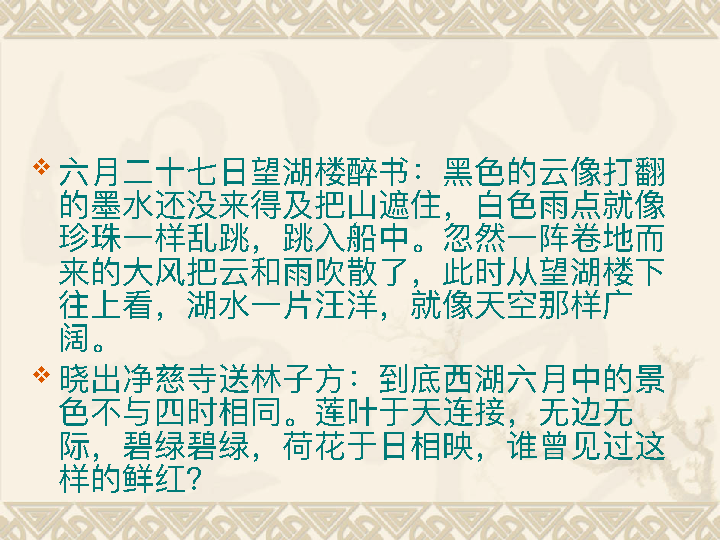 六月二十七日望湖楼醉书：黑色的云像打翻
的墨水还没来得及把山遮住，白色雨点就像
珍珠一样乱跳，跳入船中。忽然一阵卷地而
来的大风把云和雨吹散了，此时从望湖楼下
往上看，湖水一片汪洋，就像天空那样广
阔。
晓出净慈寺送林子方：到底西湖六月中的景
色不与四时相同。莲叶于天连接，无边无
际，碧绿碧绿，荷花于日相映，谁曾见过这
样的鲜红？